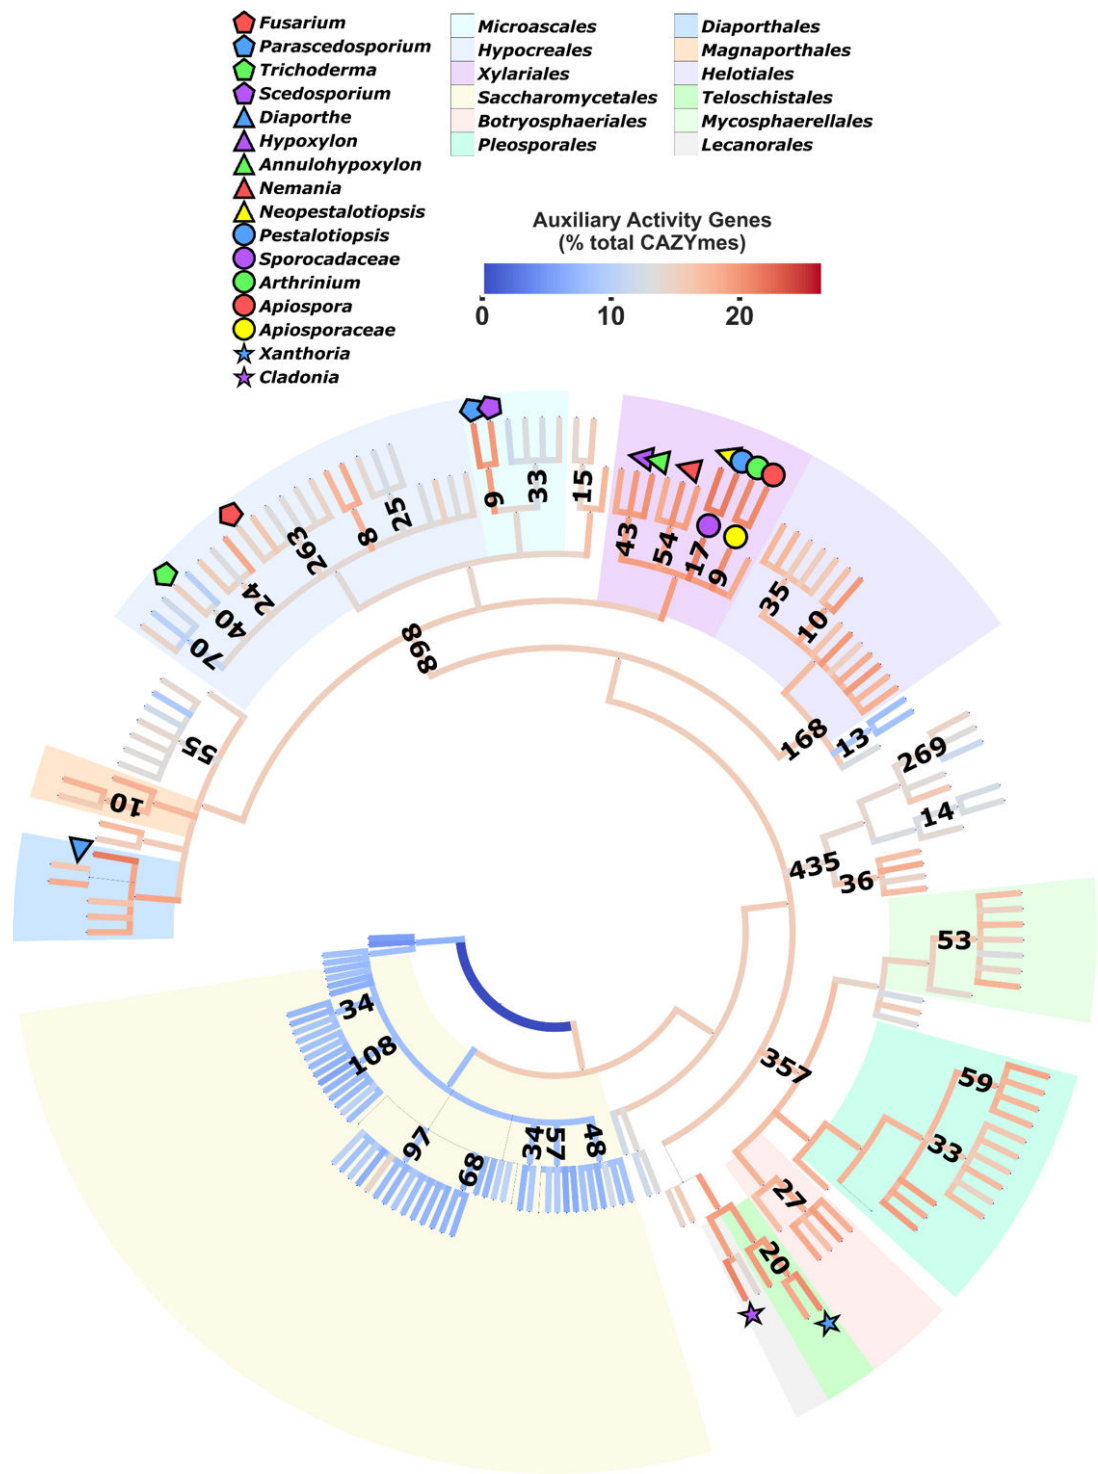 Fusarium
Parascedosporium
Trichoderma
Scedosporium
Diaporthe
Hypoxylon
Annulohypoxylon
Nemania
Neopestalotiopsis
Pestalotiopsis
Sporocadaceae
Arthrinium
Apiospora
Apiosporaceae
Xanthoria
Cladonia
Microascales
Hypocreales
Xylariales
Saccharomycetales
Botryosphaeriales
Pleosporales
Diaporthales
Magnaporthales
Helotiales
Teloschistales
Mycosphaerellales
Lecanorales
Auxiliary Activity Genes
(% total CAZYmes)
0 10 20
9
33
15
25
8
263
24
40
70
43
54
17
9
35
10
898
168
13
269
55
10
14
435
36
53
357
59
33
27
20
34
108
97
68
34
57
48